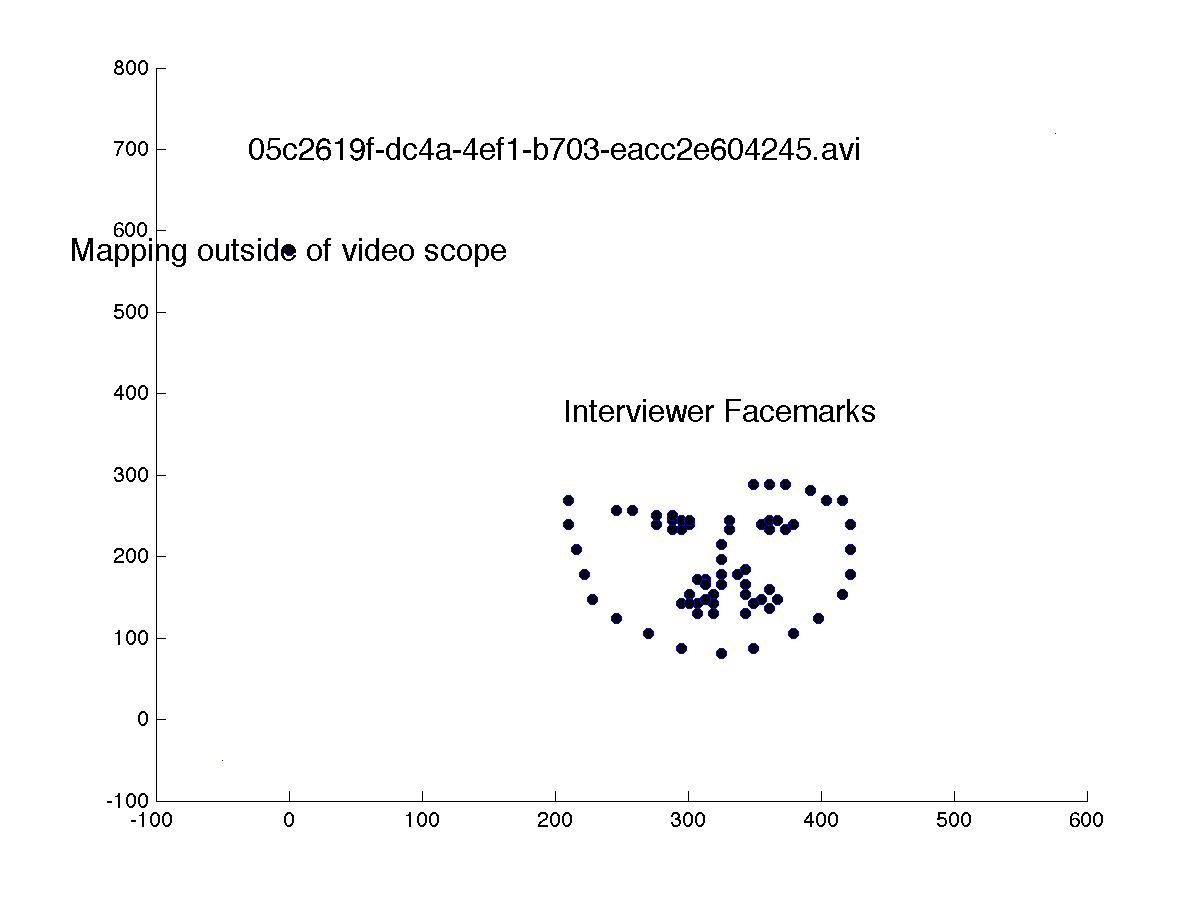 800
700
05c2619f-dc4a-4ef1-b703-eacc2e604245.avi
600
Mapping outside of video scope
500
400
Interviewer Facemarks
300
200
100
0
-100
-100 0 100 200 300 400 500 600